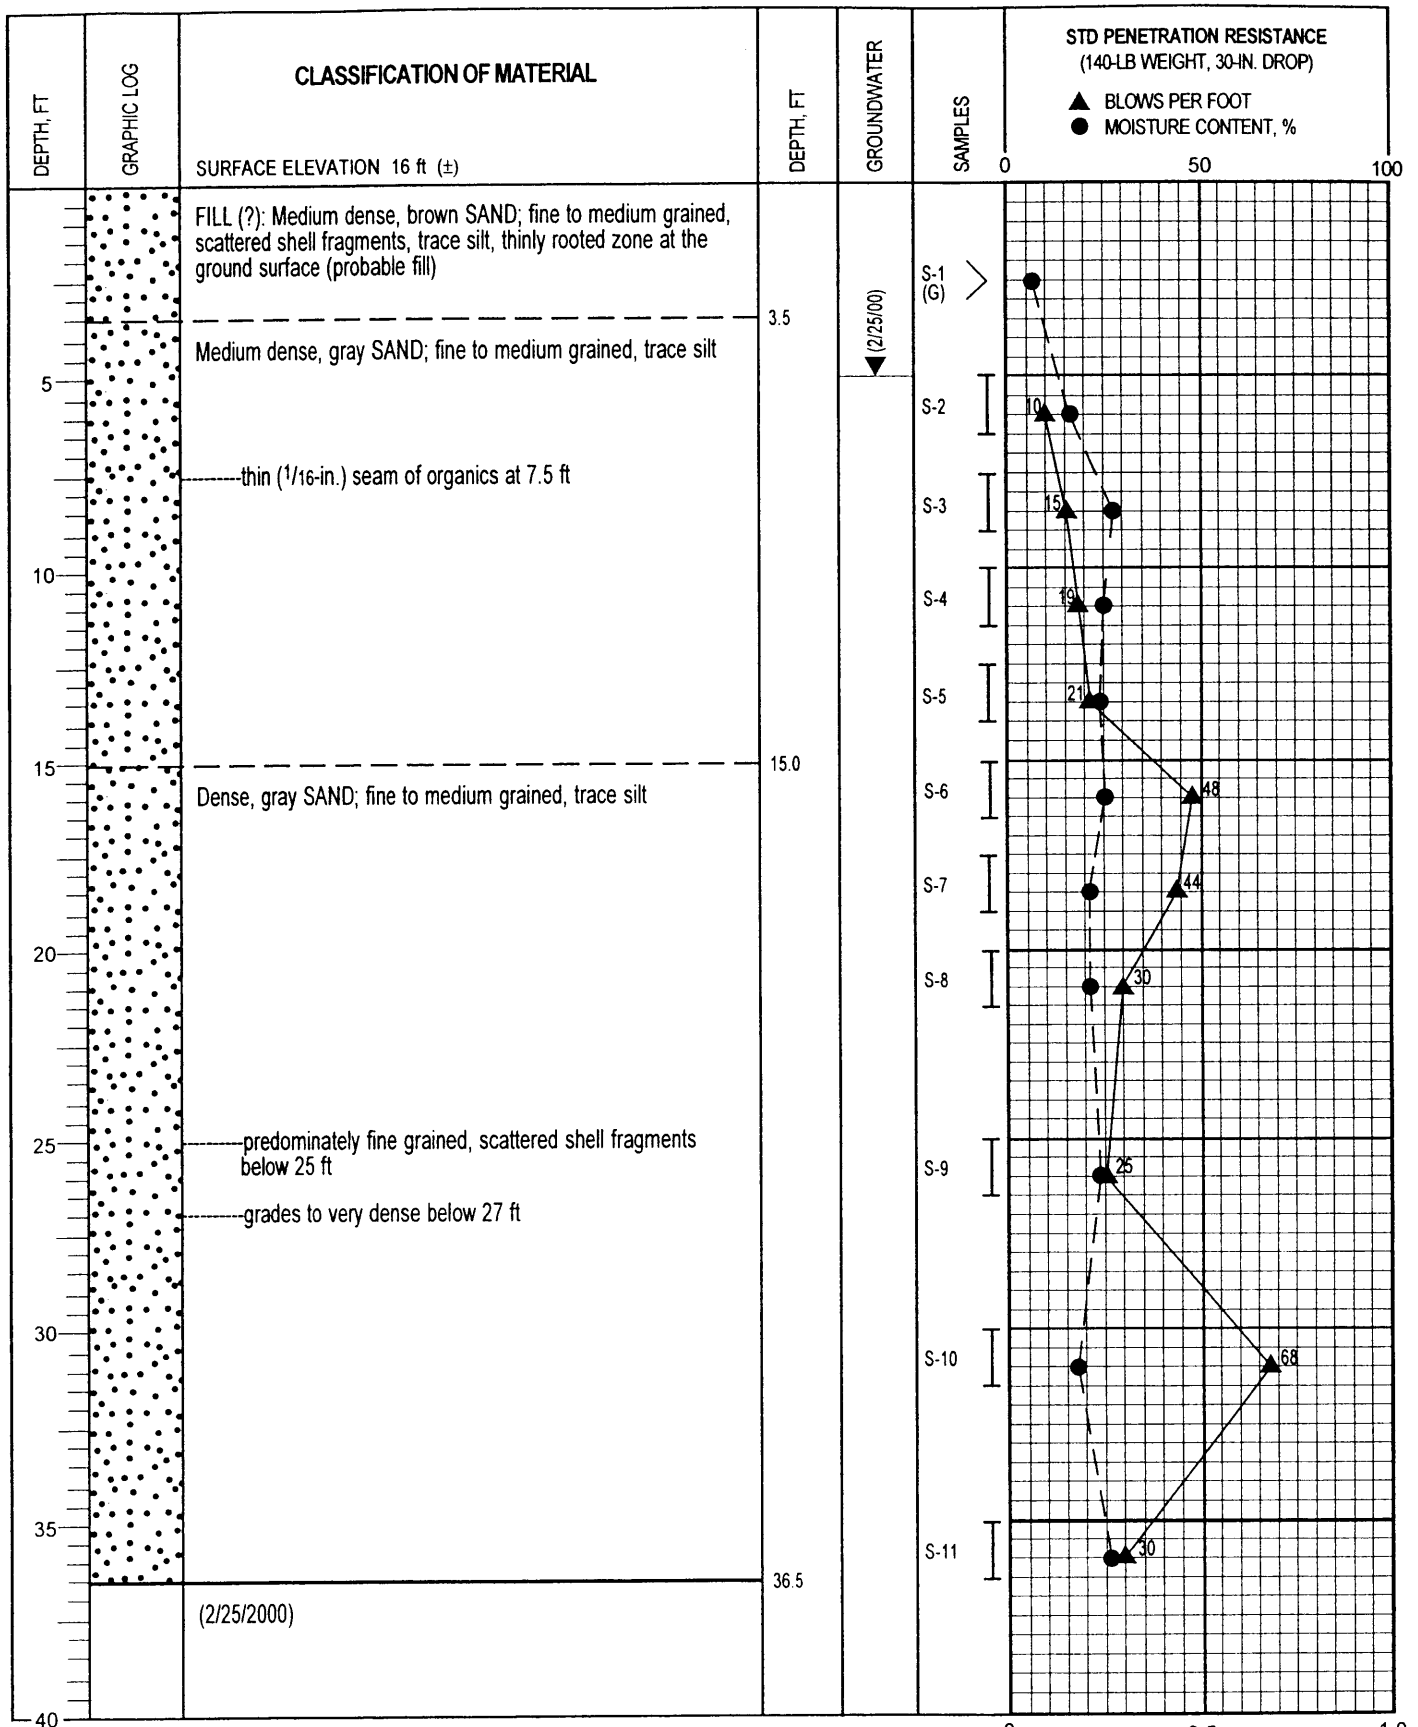 DEPTH, FT
GRAPHIC LOG
CLASSIFICATION OF MATERIAL
SURFACE ELEVATION 16 ft (±)
DEPTH, FT
GROUNDWATER
SAMPLES
STD PENETRATION RESISTANCE
(140-LB WEIGHT, 30-IN. DROP)
▲ BLOWS PER FOOT
● MOISTURE CONTENT, %
0 50 100
FILL (?): Medium dense, brown SAND; fine to medium grained,
scattered shell fragments, trace silt, thinly rooted zone at the
ground surface (probable fill)
S-1
(G)
(2/25/00)
3.5
Medium dense, gray SAND; fine to medium grained, trace silt
5
S-2
10
thin (1/16-in.) seam of organics at 7.5 ft
S-3
15
10
S-4
19
S-5
21
15
15.0
Dense, gray SAND; fine to medium grained, trace silt
S-6
48
S-7
44
20
S-8
30
25
predominately fine grained, scattered shell fragments
below 25 ft
S-9
25
grades to very dense below 27 ft
30
S-10
68
35
S-11
30
36.5
(2/25/2000)
40